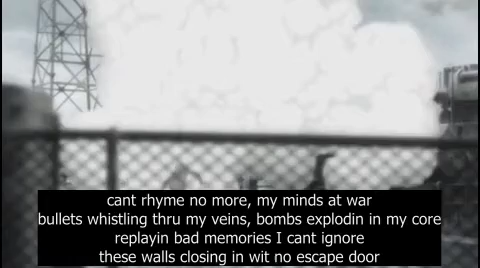 cant rhyme no more, my minds at war
bullets whistling thru my veins, bombs explodin in my core
replayin bad memories I cant ignore
these walls closing in wit no escape door